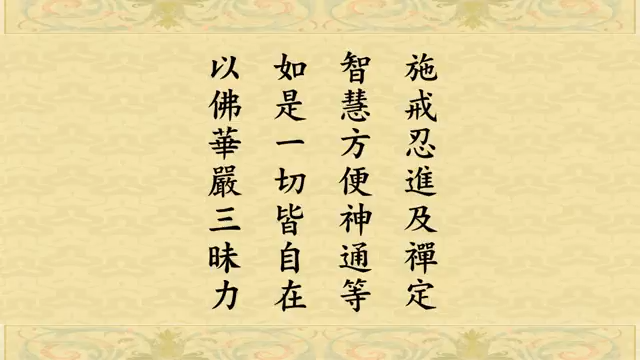 施戒忍進及禪定
智慧方便神通等
如是一切皆自在
以佛華嚴三昧力